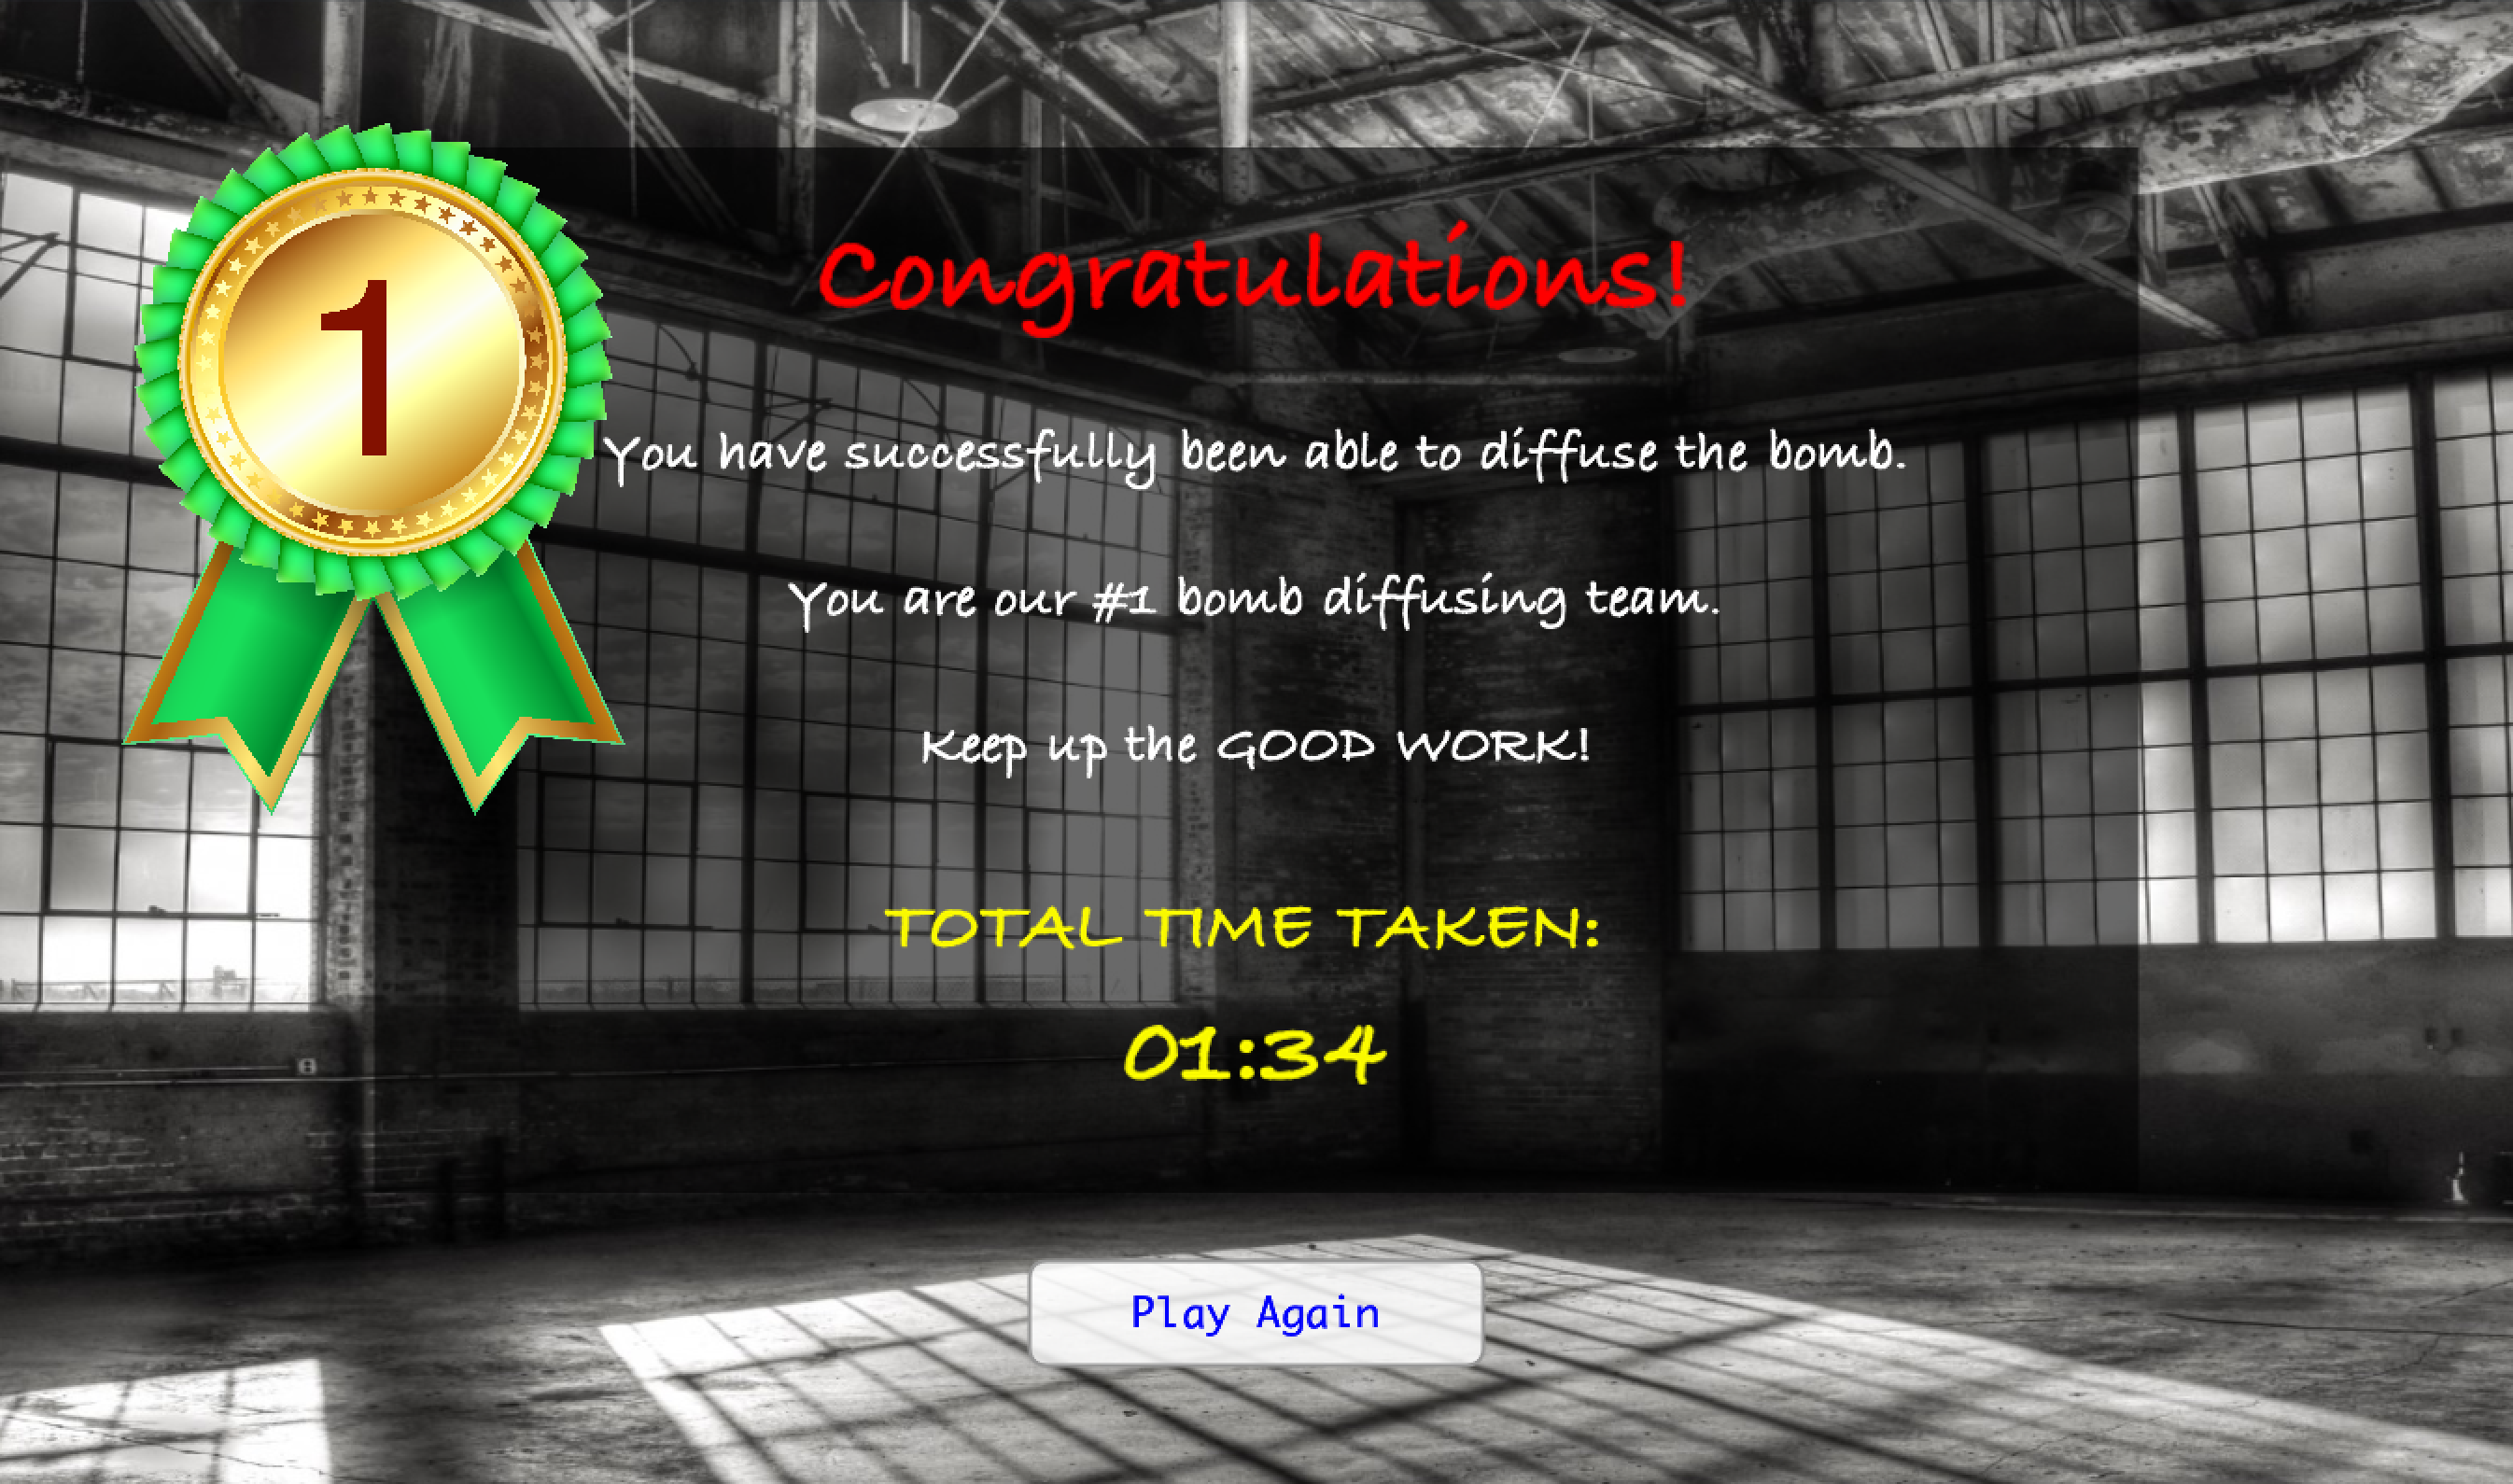 1
Congratulations!
You have successfully been able to diffuse the bomb.
You are our #1 bomb diffusing team.
Keep up the GOOD WORK!
TOTAL TIME TAKEN:
01:34
Play Again